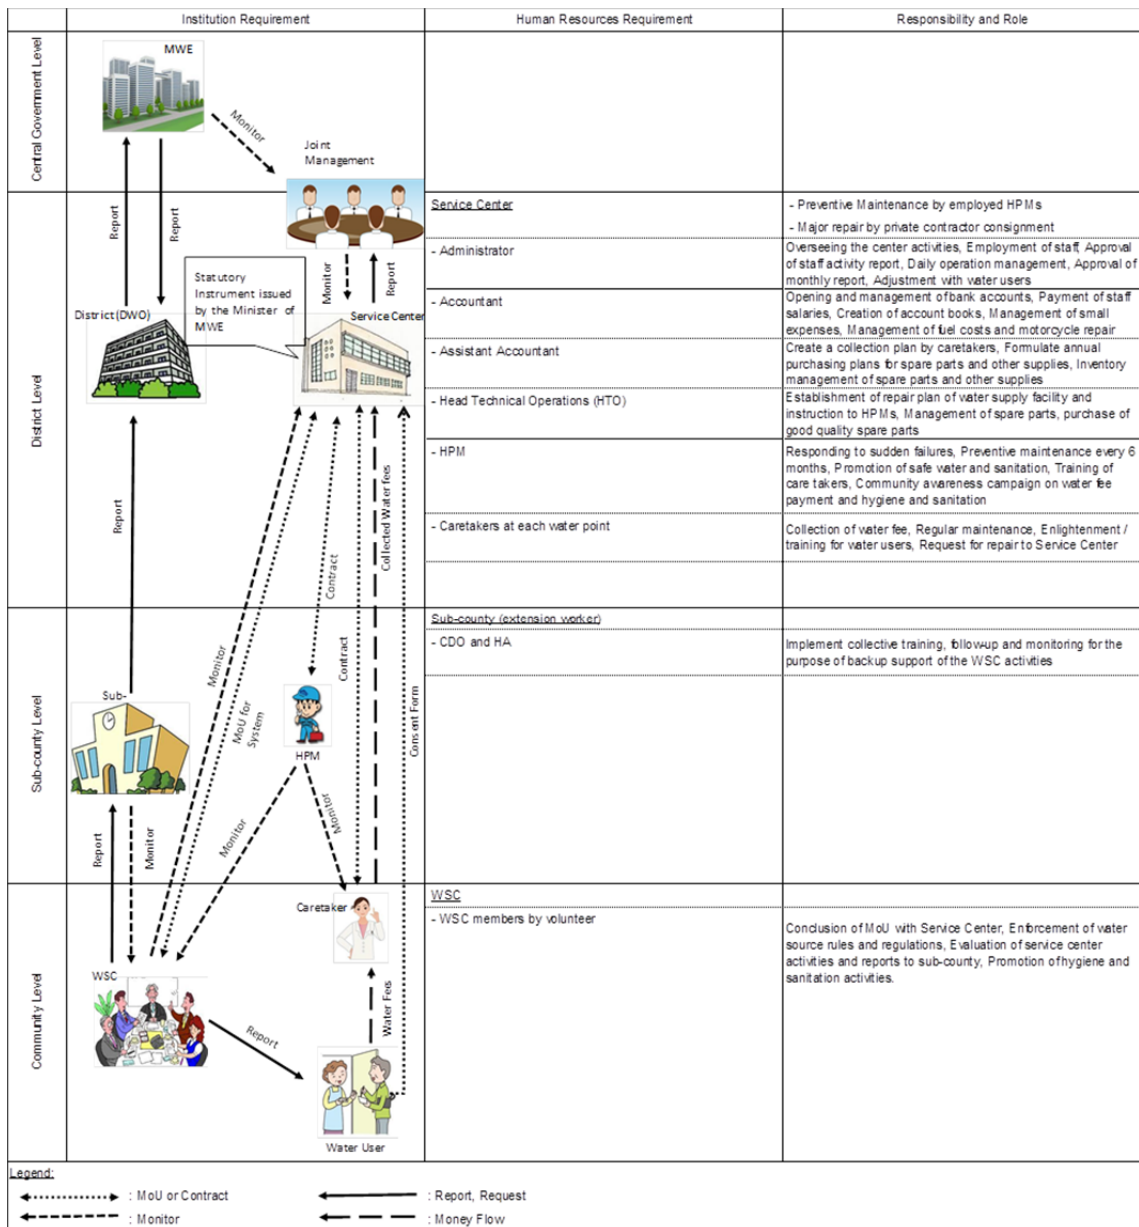 Institution Requirement
Human Resources Requirement
Responsibility and Role
Central Government Level
MWE
Monitor
Joint
Management
Report
Report
District Level
Statutory
Instrument issued
by the Minister of
MWE
Monitor
Report
District (DWO)
Service Center
Service Center
- Preventive Maintenance by employed HPMs
- Major repair by private contractor consignment
- Administrator
Overseeing the center activities, Employment of staff, Approval
of staff activity report, Daily operation management, Approval of
monthly report, Adjustment with water users
- Accountant
Opening and management of bank accounts, Payment of staff
salaries, Creation of account books, Management of small
expenses, Management of fuel costs and motorcycle repair
- Assistant Accountant
Create a collection plan by caretakers, Formulate annual
purchasing plans for spare parts and other supplies, Inventory
management of spare parts and other supplies
- Head Technical Operations (HTO)
Establishment of repair plan of water supply facility and
instruction to HPMs, Management of spare parts, purchase of
good quality spare parts
- HPM
Responding to sudden failures, Preventive maintenance every 6
months, Promotion of safe water and sanitation, Training of
care takers, Community awareness campaign on water fee
payment and hygiene and sanitation
- Caretakers at each water point
Collection of water fee, Regular maintenance, Enlightenment /
training for water users, Request for repair to Service Center
Report
Contract
Collected Water fees
Sub-county Level
Sub-county (extension worker)
- CDO and HA
Implement collective training, follow-up and monitoring for the
purpose of backup support of the WSC activities
Sub-
Monitor
MoU for
System
Contract
Consent Form
HPM
Report
Monitor
Monitor
Monitor
Community Level
WSC
- WSC members by volunteer
Conclusion of MoU with Service Center, Enforcement of water
source rules and regulations, Evaluation of service center
activities and reports to sub-county, Promotion of hygiene and
sanitation activities.
Caretaker
WSC
Report
Water Fees
Water User
Legend:
: MoU or Contract
: Report, Request
: Monitor
: Money Flow